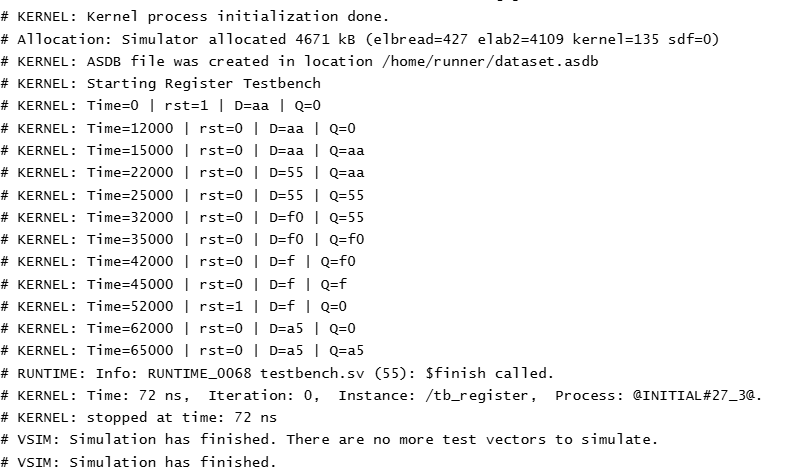 # KERNEL: Kernel process initialization done.
# Allocation: Simulator allocated 4671 kB (elbread=427 elab2=4109 kernel=135 sdf=0)
# KERNEL: ASDB file was created in location /home/runner/dataset.asdb
# KERNEL: Starting Register Testbench
# KERNEL: Time=0 | rst=1 | D=aa | Q=0
# KERNEL: Time=12000 | rst=0 | D=aa | Q=0
# KERNEL: Time=15000 | rst=0 | D=aa | Q=aa
# KERNEL: Time=22000 | rst=0 | D=55 | Q=aa
# KERNEL: Time=25000 | rst=0 | D=55 | Q=55
# KERNEL: Time=32000 | rst=0 | D=f0 | Q=55
# KERNEL: Time=35000 | rst=0 | D=f0 | Q=f0
# KERNEL: Time=42000 | rst=0 | D=f | Q=f0
# KERNEL: Time=45000 | rst=0 | D=f | Q=f
# KERNEL: Time=52000 | rst=1 | D=f | Q=0
# KERNEL: Time=62000 | rst=0 | D=a5 | Q=0
# KERNEL: Time=65000 | rst=0 | D=a5 | Q=a5
# RUNTIME: Info: RUNTIME_0068 testbench.sv (55): $finish called.
# KERNEL: Time: 72 ns,  Iteration: 0,  Instance: /tb_register,  Process: @INITIAL#27_3@.
# KERNEL: stopped at time: 72 ns
# VSIM: Simulation has finished. There are no more test vectors to simulate.
# VSIM: Simulation has finished.